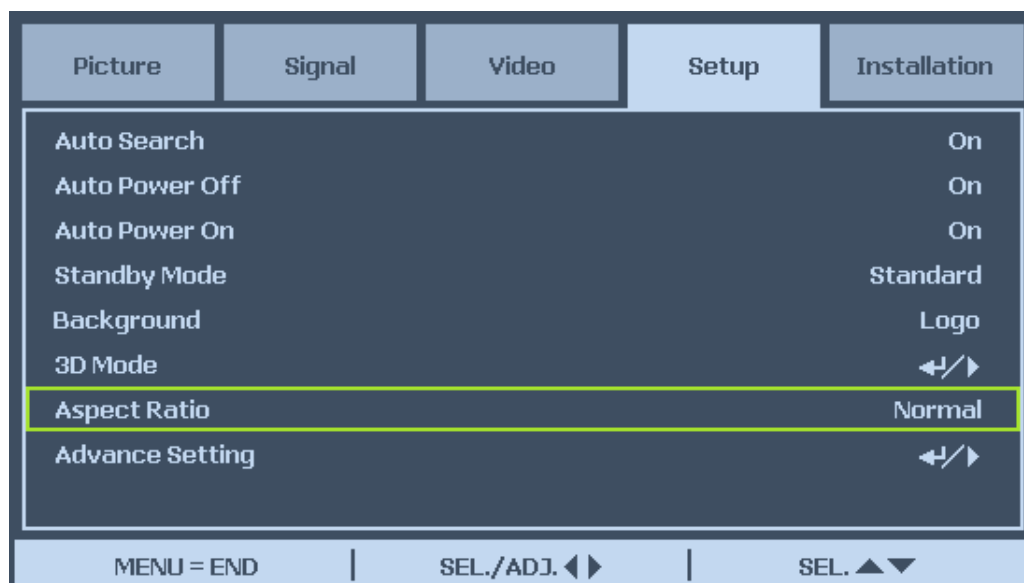 Picture Signal Video Setup Installation
Auto Search On
Auto Power Off On
Auto Power On On
Standby Mode Standard
Background Logo
3D Mode ↵/▶
Aspect Ratio Normal
Advance Setting ↵/▶
MENU = END | SEL./ADJ. ◀ ▶ | SEL. ▲▼